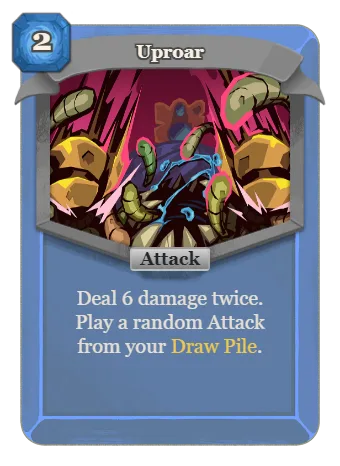 2
Uproar
Attack
Deal 6 damage twice.
Play a random Attack
from your Draw Pile.